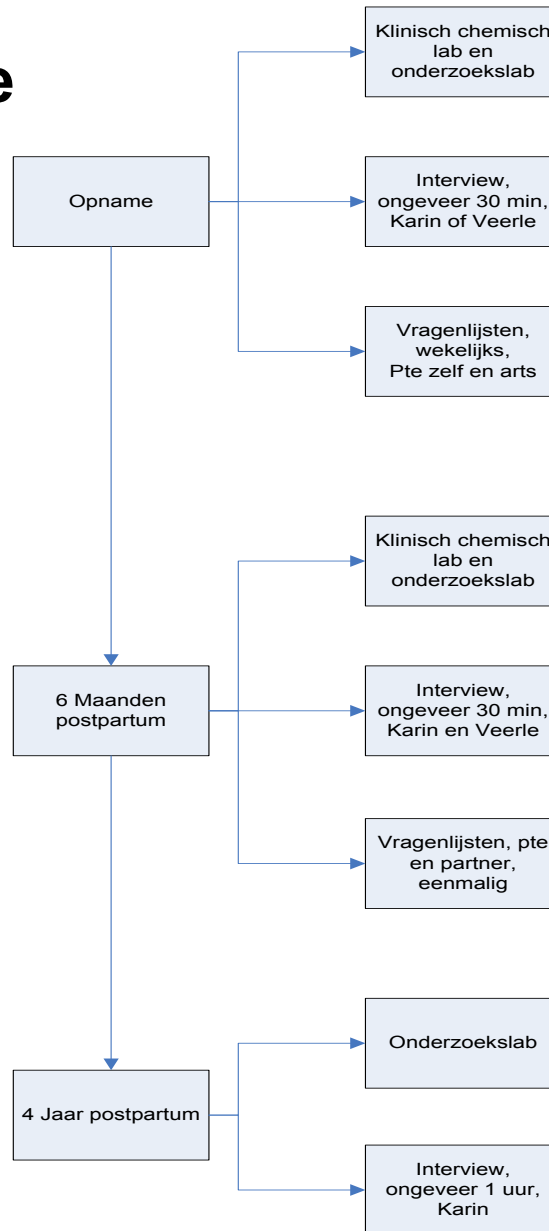 e
Opname
Klinisch chemisch
lab en
onderzoekslab
Interview,
ongeveer 30 min,
Karin of Veerle
Vragenlijsten,
wekelijks,
Pte zelf en arts
6 Maanden
postpartum
Klinisch chemisch
lab en
onderzoekslab
Interview,
ongeveer 30 min,
Karin en Veerle
Vragenlijsten, pte
en partner,
eenmalig
4 Jaar postpartum
Onderzoekslab
Interview,
ongeveer 1 uur,
Karin